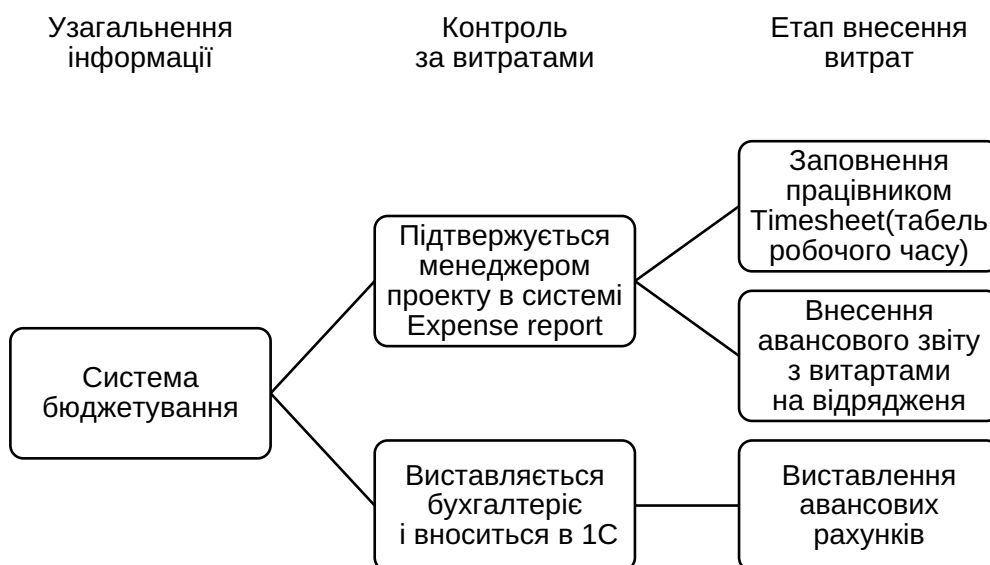 Узагальнення
інформації
Контроль
за витратами
Етап внесення
витрат
Заповнення
працівником
Timesheet(табель
робочого часу)
Підтвержується
менеджером
проекту в системі
Expense report
Внесення
авансового звіту
з витартами
на відрядженя
Система
бюджетування
Виставляється
бухгалтеріє
і вноситься в 1С
Виставлення
авансових
рахунків